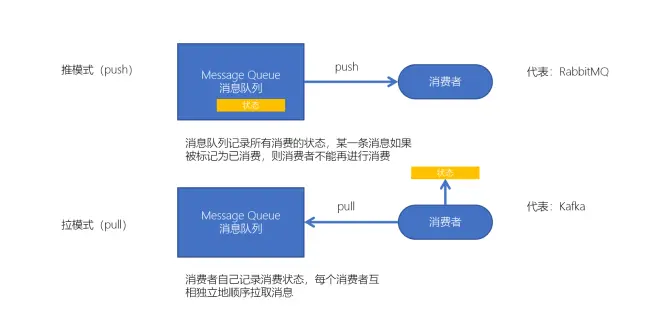 推模式（push）
Message Queue
消息队列
状态
push
消费者
代表：RabbitMQ
消息队列记录所有消费的状态，某一条消息如果
被标记为已消费，则消费者不能再进行消费
状态
拉模式（pull）
Message Queue
消息队列
pull
消费者
代表：Kafka
消费者自己记录消费状态，每个消费者互
相独立地顺序拉取消息